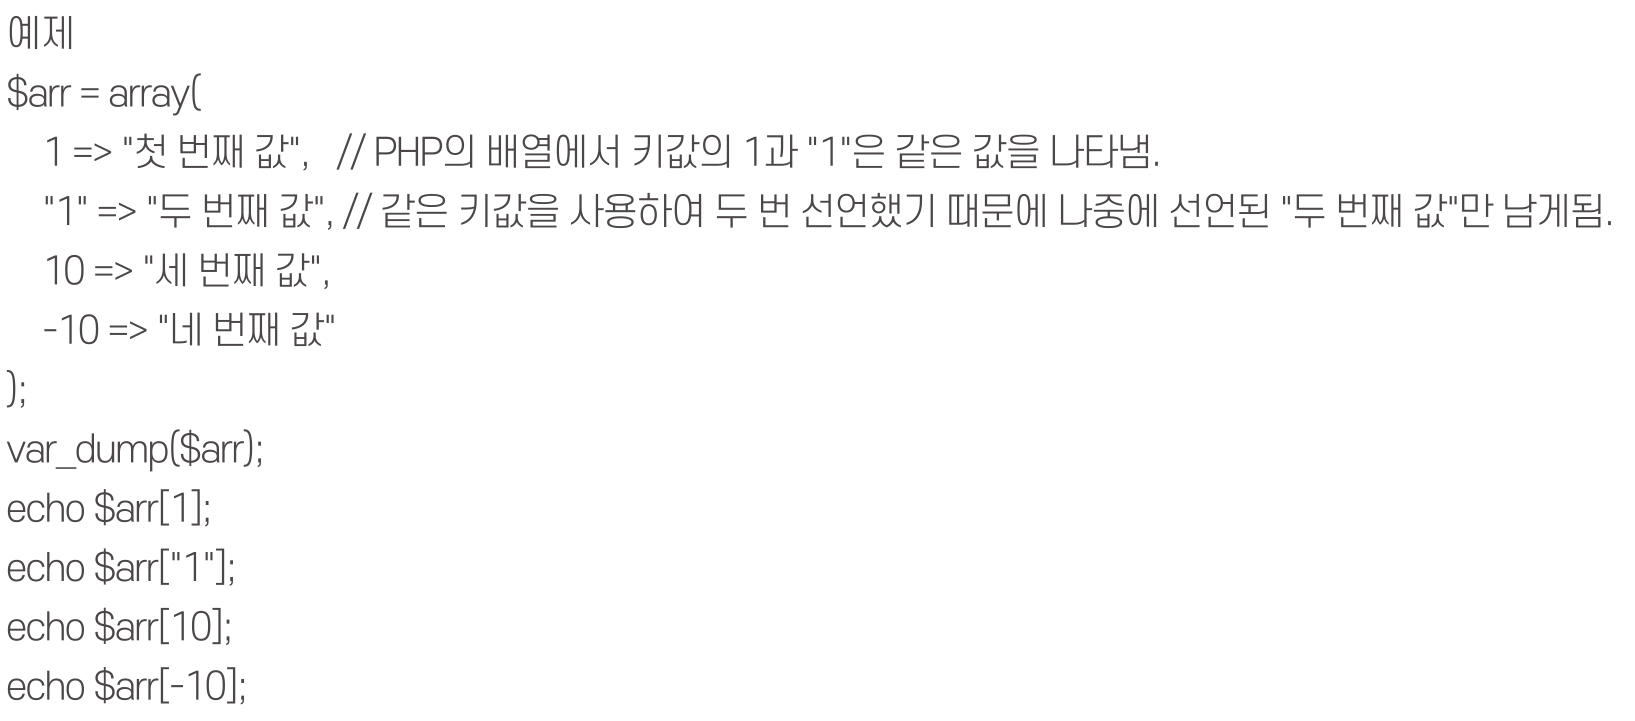 예제
$arr = array(
    1 => "첫 번째 값",   // PHP의 배열에서 키값의 1과 "1"은 같은 값을 나타냄.
    "1" => "두 번째 값", // 같은 키값을 사용하여 두 번 선언했기 때문에 나중에 선언된 "두 번째 값"만 남게됨.
    10 => "세 번째 값",
    -10 => "네 번째 값"
);
var_dump($arr);
echo $arr[1];
echo $arr["1"];
echo $arr[10];
echo $arr[-10];